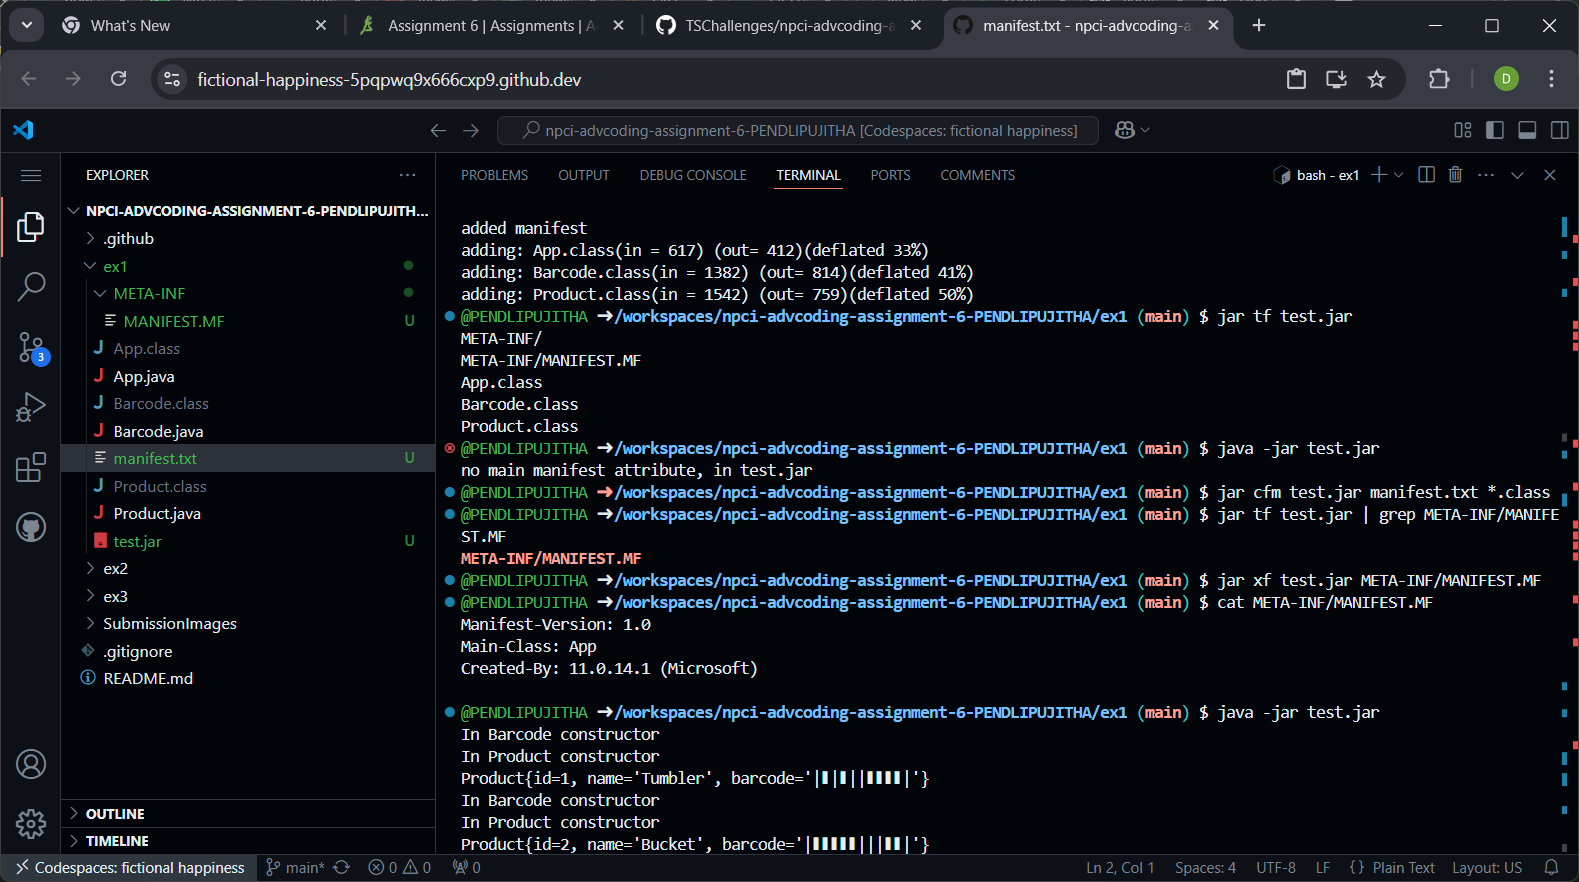 What's New
Assignment 6 | Assignments | A
TSChallenges/npci-advcoding-a
manifest.txt - npci-advcoding-a
fictional-happiness-5pqpwq9x666cxp9.github.dev
D
npci-advcoding-assignment-6-PENDLIPUJITHA [Codespaces: fictional happiness]
EXPLORER
PROBLEMS OUTPUT DEBUG CONSOLE TERMINAL PORTS COMMENTS
bash - ex1
NPCI-ADVCODING-ASSIGNMENT-6-PENDLIPUJITH...
.github
ex1
META-INF
MANIFEST.MF U
App.class
App.java
Barcode.class
Barcode.java
manifest.txt U
Product.class
Product.java
test.jar U
ex2
ex3
SubmissionImages
.gitignore
README.md
3
OUTLINE
TIMELINE
added manifest
adding: App.class(in = 617) (out= 412)(deflated 33%)
adding: Barcode.class(in = 1382) (out= 814)(deflated 41%)
adding: Product.class(in = 1542) (out= 759)(deflated 50%)
@PENDLIPUJITHA ➜/workspaces/npci-advcoding-assignment-6-PENDLIPUJITHA/ex1 (main) $ jar tf test.jar
META-INF/
META-INF/MANIFEST.MF
App.class
Barcode.class
Product.class
@PENDLIPUJITHA ➜/workspaces/npci-advcoding-assignment-6-PENDLIPUJITHA/ex1 (main) $ java -jar test.jar
no main manifest attribute, in test.jar
@PENDLIPUJITHA ➜/workspaces/npci-advcoding-assignment-6-PENDLIPUJITHA/ex1 (main) $ jar cfm test.jar manifest.txt *.class
@PENDLIPUJITHA ➜/workspaces/npci-advcoding-assignment-6-PENDLIPUJITHA/ex1 (main) $ jar tf test.jar | grep META-INF/MANIFE
ST.MF
META-INF/MANIFEST.MF
@PENDLIPUJITHA ➜/workspaces/npci-advcoding-assignment-6-PENDLIPUJITHA/ex1 (main) $ jar xf test.jar META-INF/MANIFEST.MF
@PENDLIPUJITHA ➜/workspaces/npci-advcoding-assignment-6-PENDLIPUJITHA/ex1 (main) $ cat META-INF/MANIFEST.MF
Manifest-Version: 1.0
Main-Class: App
Created-By: 11.0.14.1 (Microsoft)
@PENDLIPUJITHA ➜/workspaces/npci-advcoding-assignment-6-PENDLIPUJITHA/ex1 (main) $ java -jar test.jar
In Barcode constructor
In Product constructor
Product{id=1, name='Tumbler', barcode='|▮|▮||▮▮▮▮|'}
In Barcode constructor
In Product constructor
Product{id=2, name='Bucket', barcode='|▮▮▮▮▮|||▮▮|'}
Codespaces: fictional happiness main* 0 0 0 Ln 2, Col 1 Spaces: 4 UTF-8 LF {} Plain Text Layout: US